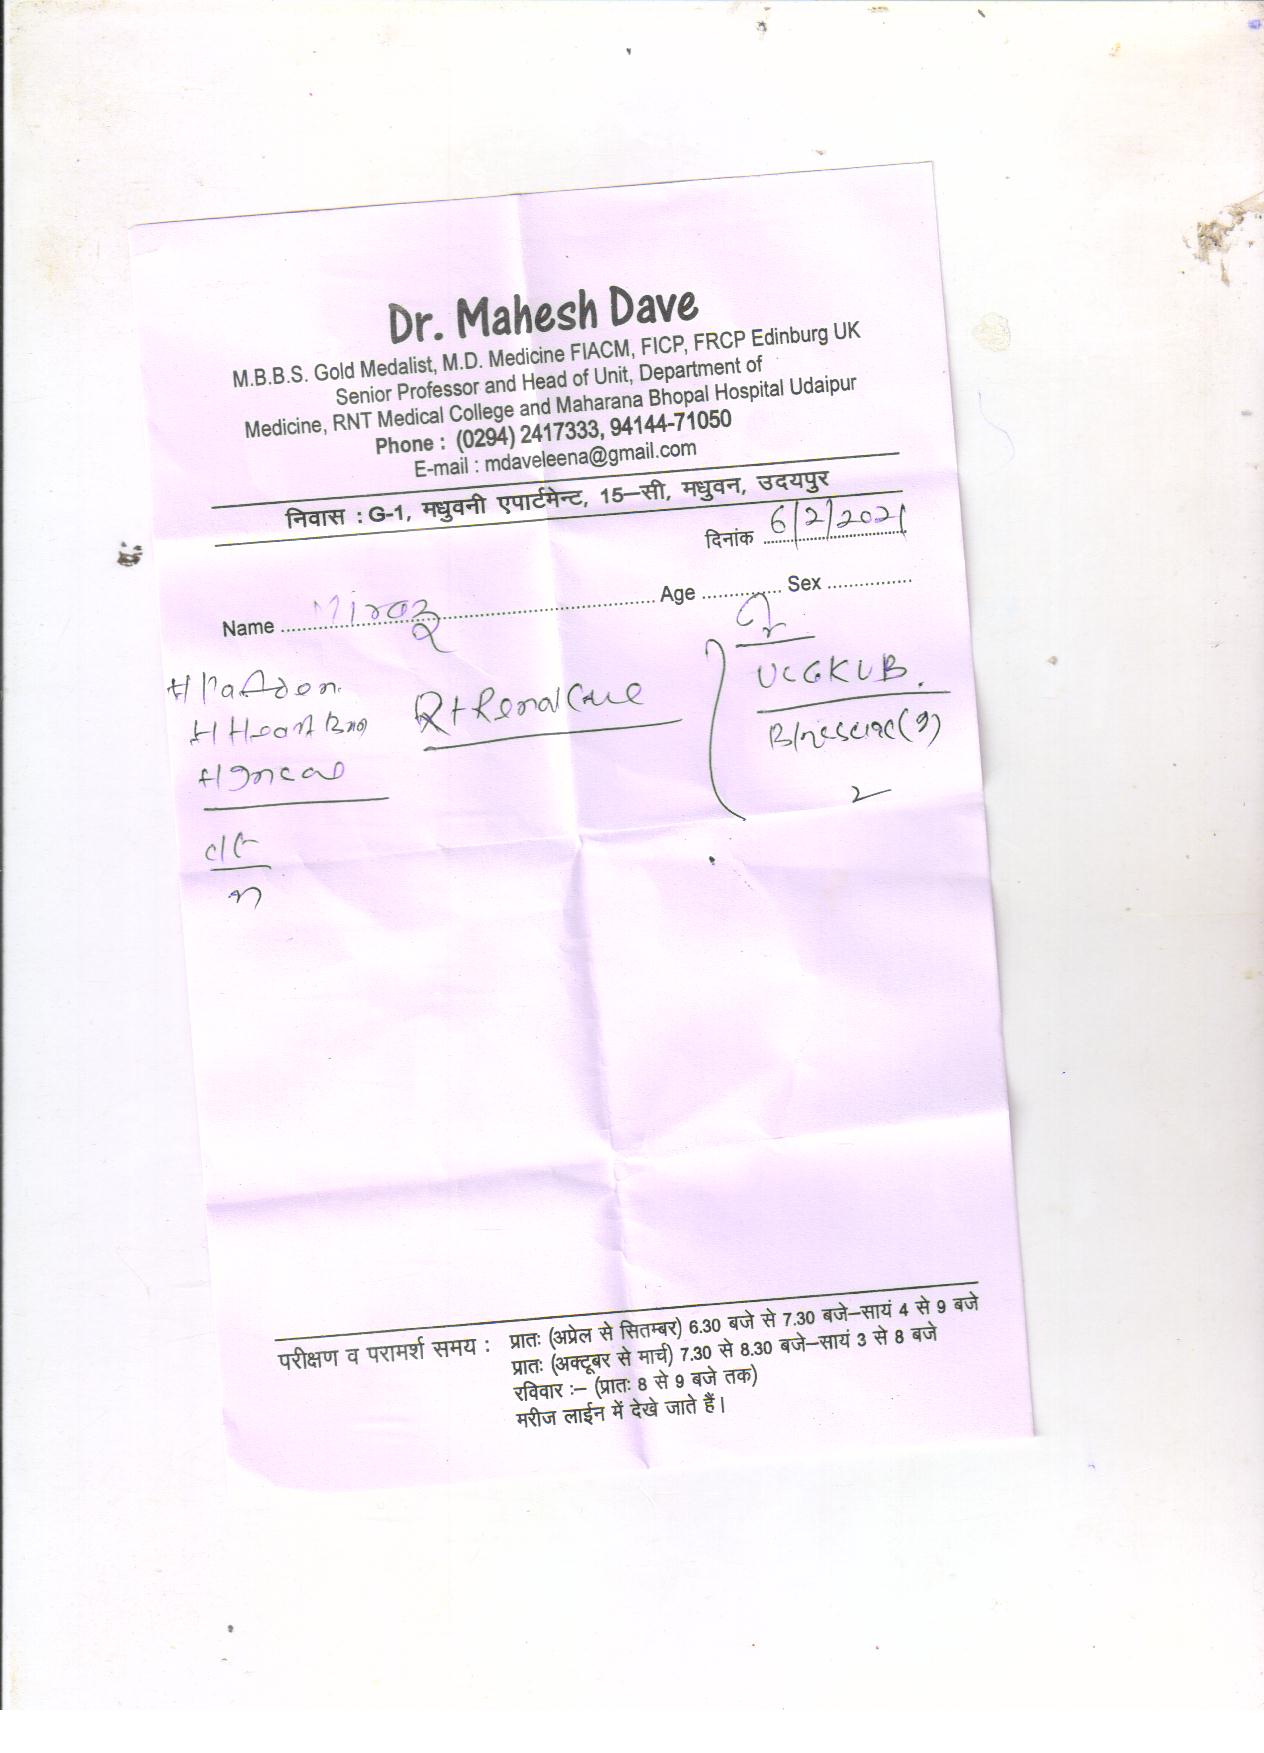 Dr. Mahesh Dave
M.B.B.S. Gold Medalist, M.D. Medicine FIACM, FICP, FRCP Edinburg UK
Senior Professor and Head of Unit, Department of
Medicine, RNT Medical College and Maharana Bhopal Hospital Udaipur
Phone : (0294) 2417333, 94144-71050
E-mail : mdaveleena@gmail.com
निवास : G-1, मधुवनी एपार्टमेन्ट, 15–सी, मधुवन, उदयपुर
दिनांक 6/2/2021
Name Age Sex
Rt Renal
KUB.
परीक्षण व परामर्श समय : प्रातः (अप्रेल से सितम्बर) 6.30 बजे से 7.30 बजे–सायं 4 से 9 बजे
प्रातः (अक्टूबर से मार्च) 7.30 से 8.30 बजे–सायं 3 से 8 बजे
रविवार :– (प्रातः 8 से 9 बजे तक)
मरीज लाईन में देखे जाते हैं।